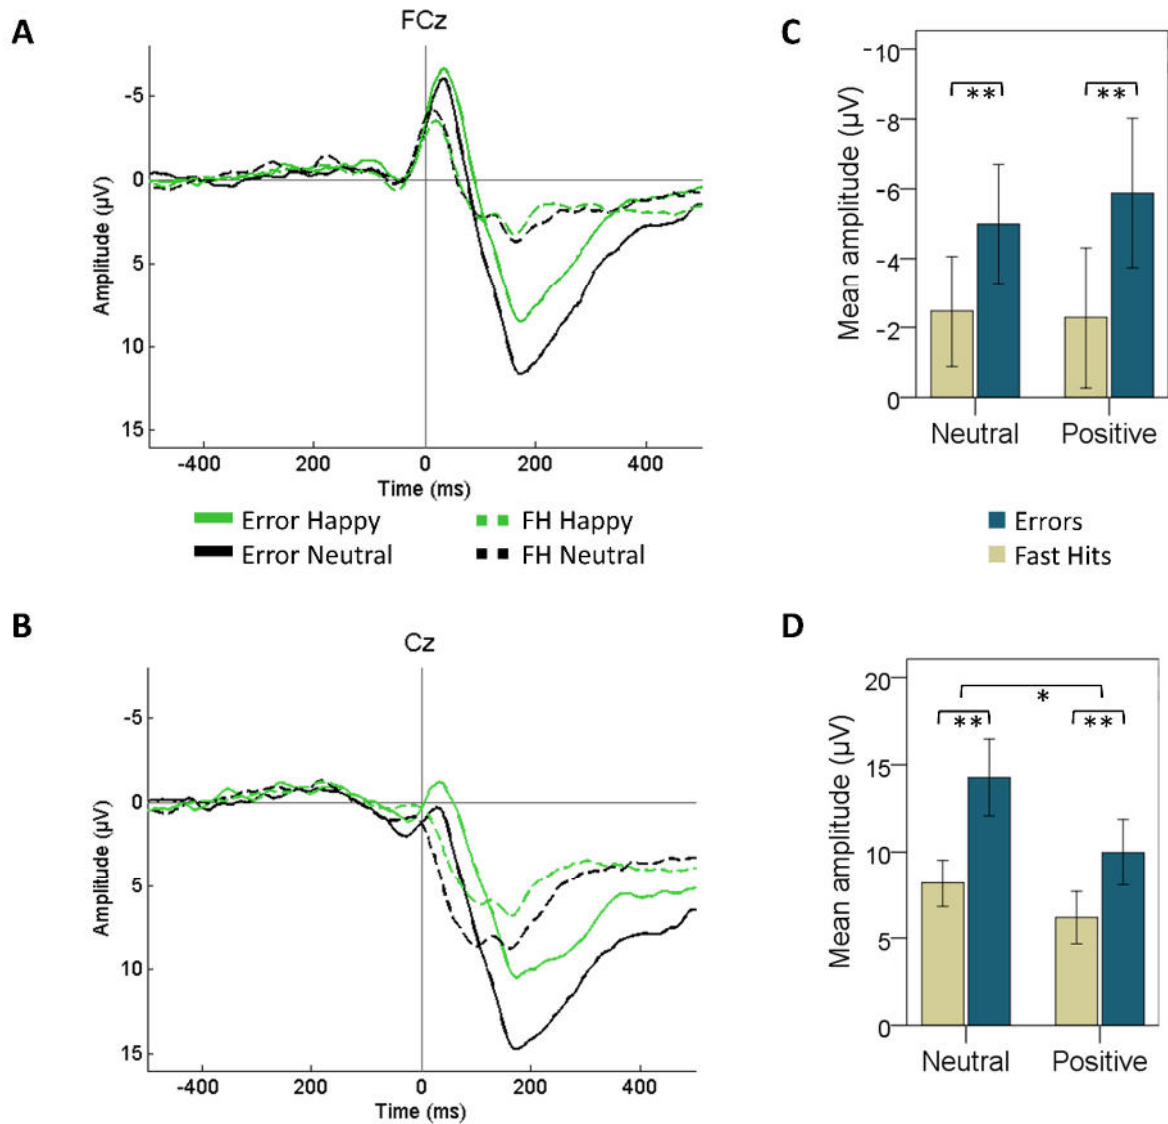 A
FCz
-5
0
5
10
15
Amplitude (µV)
-400
200
0
200
400
Time (ms)
Error Happy
FH Happy
Error Neutral
FH Neutral
C
-10
-8
-6
-4
-2
0
Mean amplitude (µV)
**
**
Neutral
Positive
Errors
Fast Hits
B
Cz
-5
0
5
10
15
Amplitude (µV)
-400
200
0
200
400
Time (ms)
D
20
15
10
5
0
Mean amplitude (µV)
*
**
**
Neutral
Positive